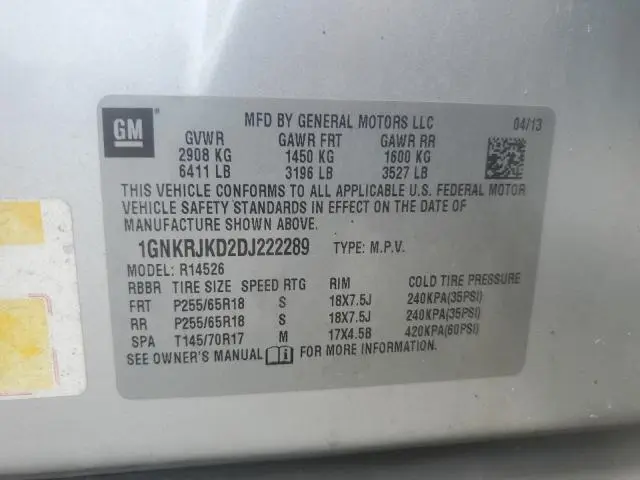 GM
MFD BY GENERAL MOTORS LLC 04/13
GVWR GAWR FRT GAWR RR
2908 KG 1450 KG 1600 KG
6411 LB 3196 LB 3527 LB
THIS VEHICLE CONFORMS TO ALL APPLICABLE U.S. FEDERAL MOTOR
VEHICLE SAFETY STANDARDS IN EFFECT ON THE DATE OF
MANUFACTURE SHOWN ABOVE.
1GNKRJKD2DJ222289 TYPE: M.P.V.
MODEL: R14526
RBBR TIRE SIZE SPEED RTG RIM COLD TIRE PRESSURE
FRT P255/65R18 S 18X7.5J 240KPA(35PSI)
RR P255/65R18 S 18X7.5J 240KPA(35PSI)
SPA T145/70R17 M 17X4.5B 420KPA(60PSI)
SEE OWNER'S MANUAL i FOR MORE INFORMATION.